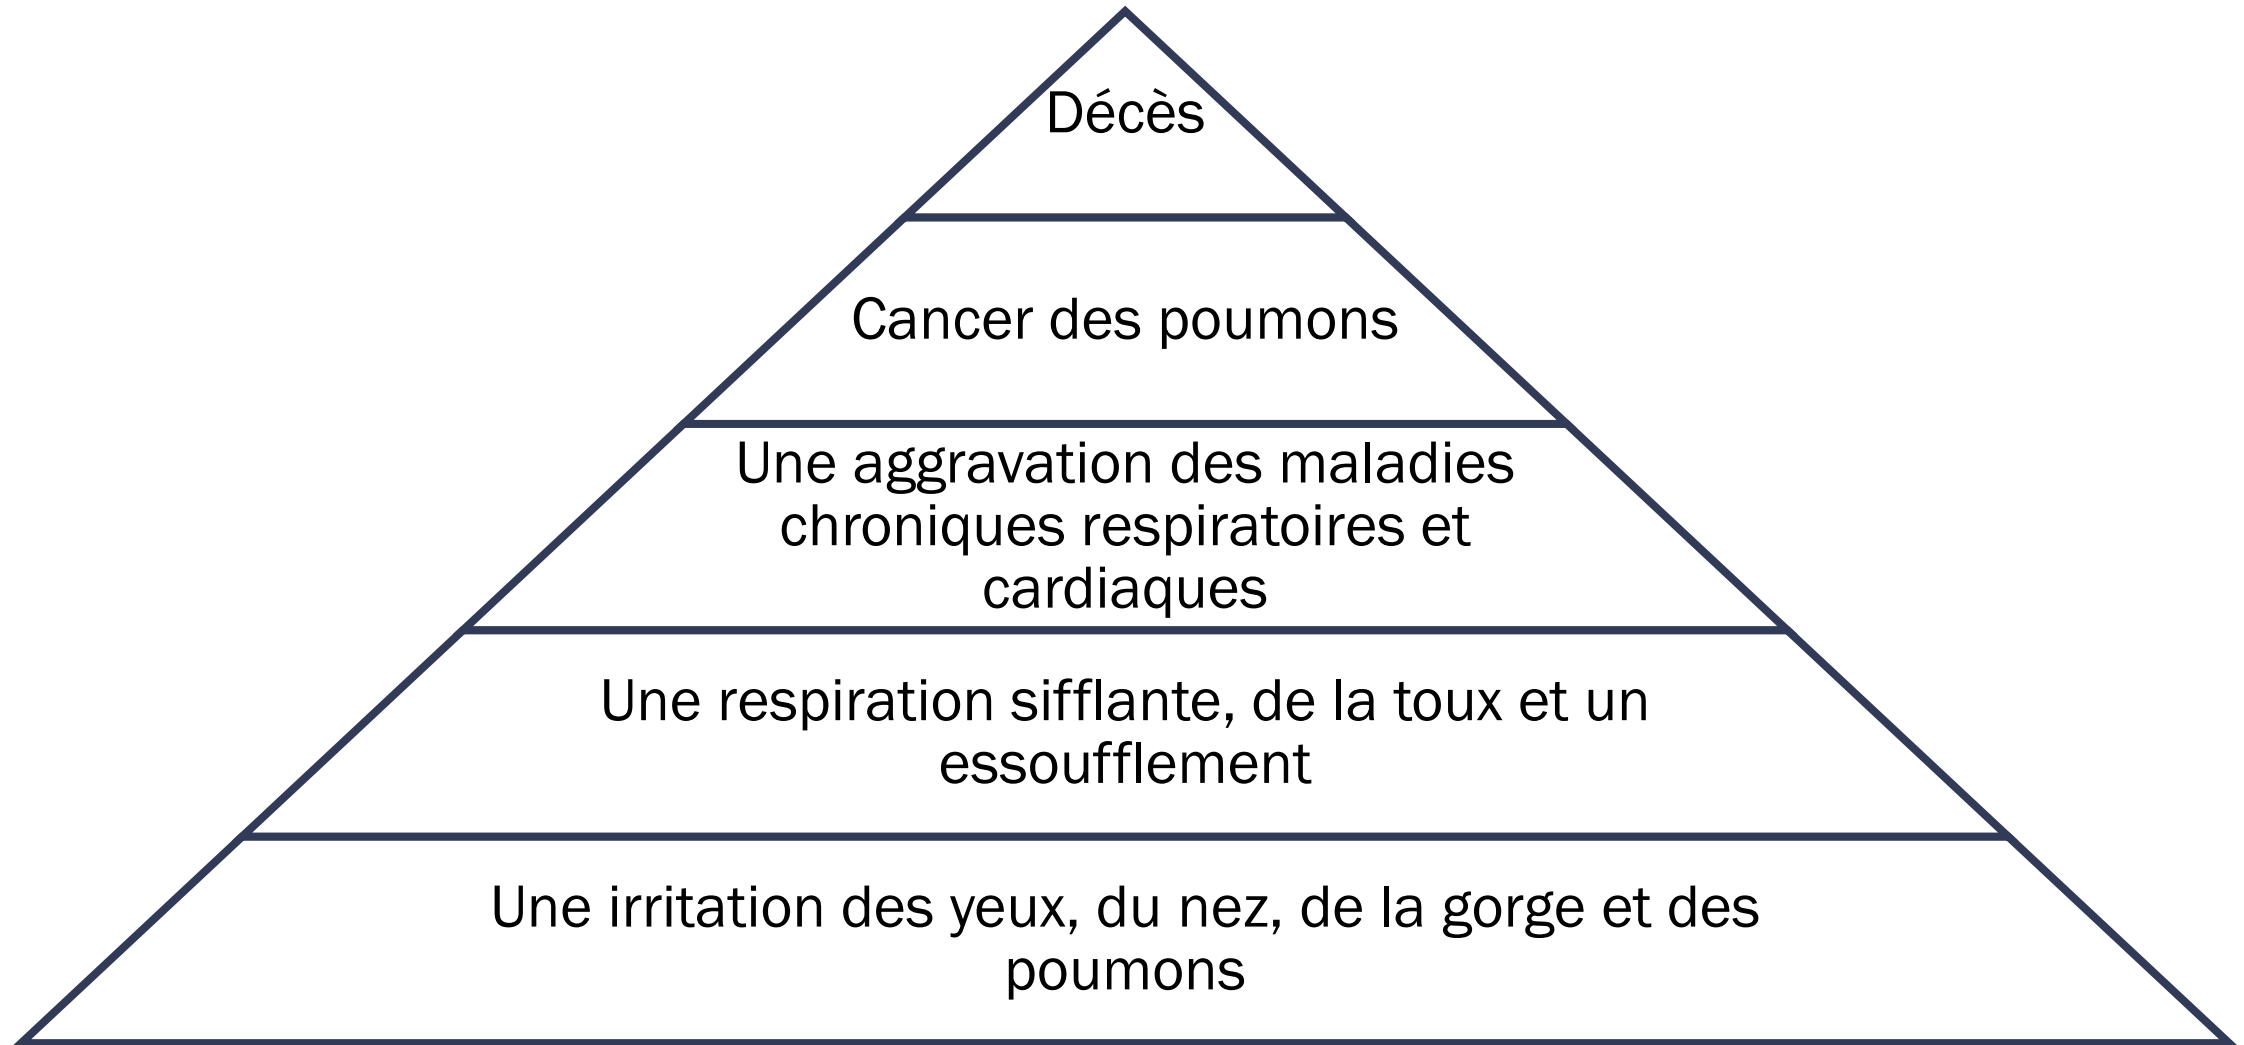 Décès
Cancer des poumons
Une aggravation des maladies
chroniques respiratoires et
cardiaques
Une respiration sifflante, de la toux et un
essoufflement
Une irritation des yeux, du nez, de la gorge et des
poumons